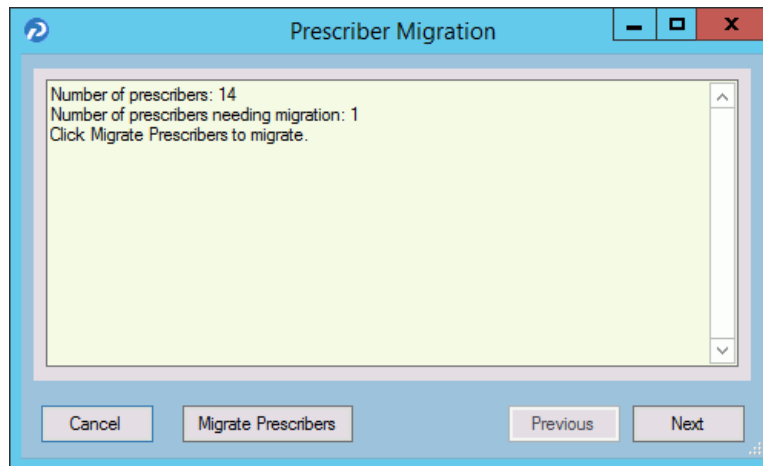 Prescriber Migration
Number of prescribers: 14
Number of prescribers needing migration: 1
Click Migrate Prescribers to migrate.
Cancel
Migrate Prescribers
Previous
Next